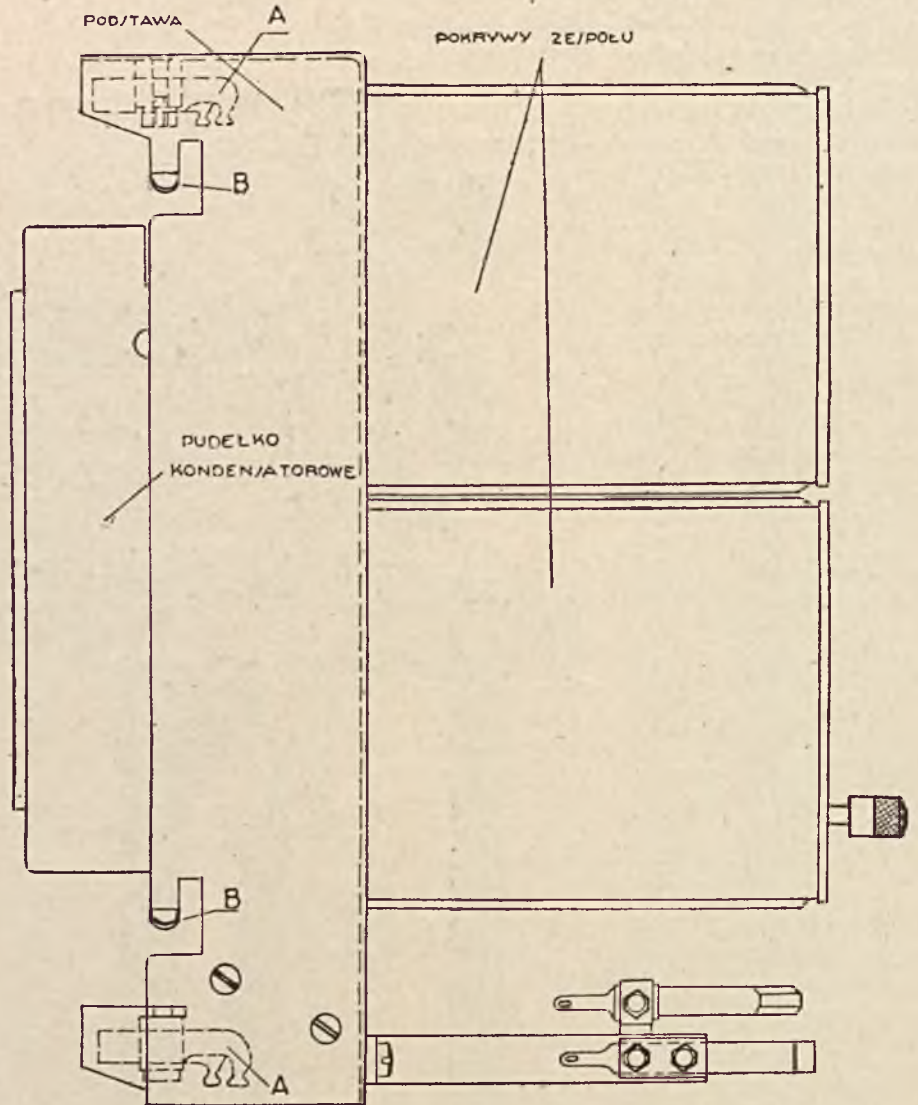 PODSTAWA
A
POKRYWY ZESPOŁU
B
PUDEŁKO
KONDENSATOROWE
B
A